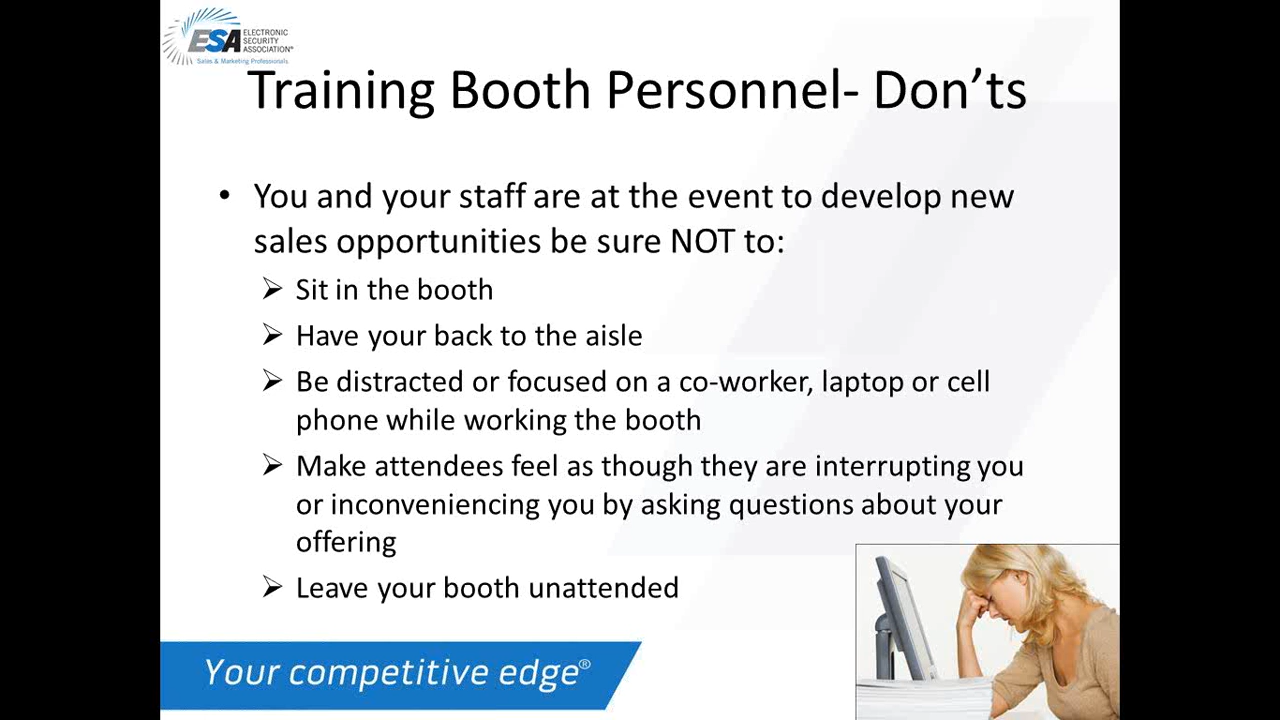 ESA ELECTRONIC
SECURITY
ASSOCIATION®
Sales & Marketing Professionals
Training Booth Personnel- Don’ts
• You and your staff are at the event to develop new
sales opportunities be sure NOT to:
➢ Sit in the booth
➢ Have your back to the aisle
➢ Be distracted or focused on a co-worker, laptop or cell
phone while working the booth
➢ Make attendees feel as though they are interrupting you
or inconveniencing you by asking questions about your
offering
➢ Leave your booth unattended
Your competitive edge®